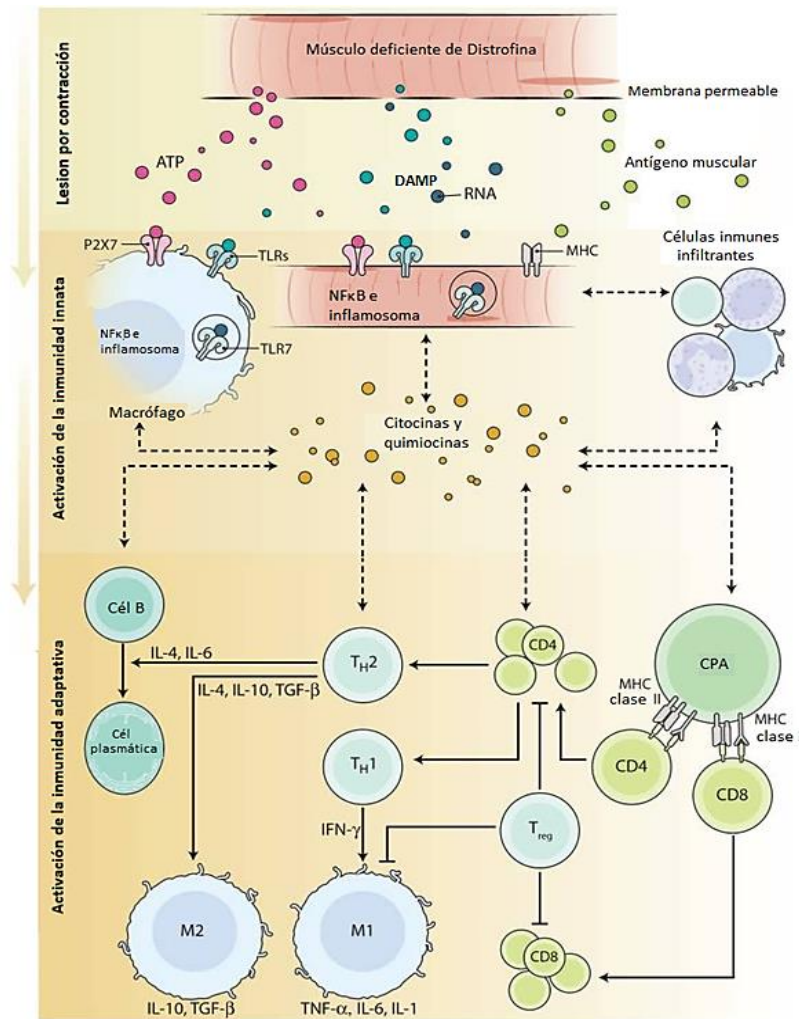 Lesion por contracción
Músculo deficiente de Distrofina
Membrana permeable
ATP
DAMP
RNA
Antígeno muscular
Activación de la inmunidad innata
P2X7
TLRs
MHC
Células inmunes
infiltrantes
NFκB e
inflamosoma
NFκB e
inflamosoma
TLR7
Macrófago
Citocinas y
quimiocinas
Activación de la inmunidad adaptativa
Cél B
IL-4, IL-6
TH2
CD4
CPA
IL-4, IL-10, TGF-β
MHC
clase II
MHC
clase
Cél
plasmática
TH1
CD4
CD8
IFN-γ
Treg
M2
M1
CD8
IL-10, TGF-β
TNF-α, IL-6, IL-1